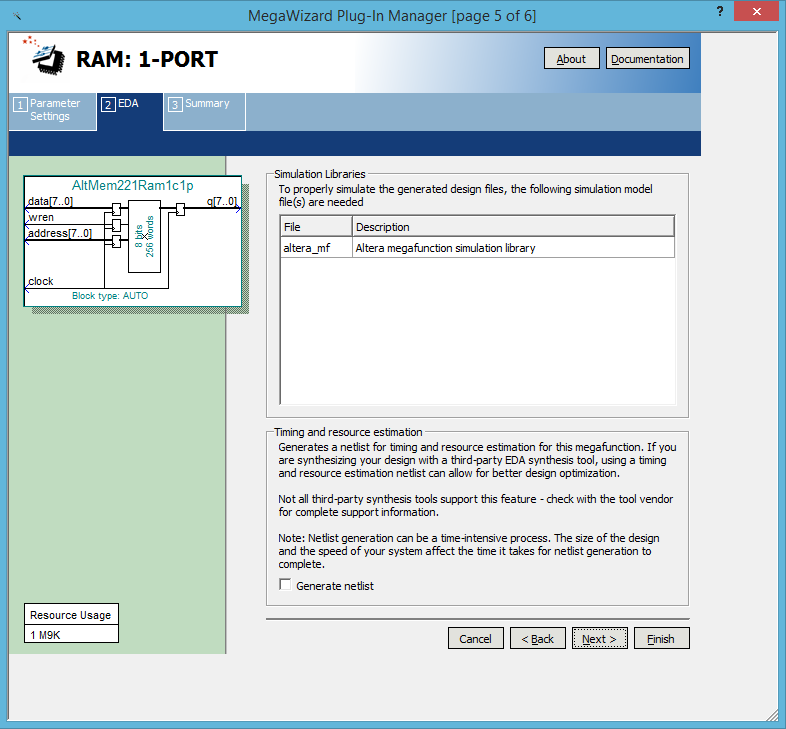 MegaWizard Plug-In Manager [page 5 of 6]
?
RAM: 1-PORT
About
Documentation
1 Parameter
Settings
2 EDA
3 Summary
AltMem221Ram1c1p
data[7..0]
q[7..0]
wren
address[7..0]
8 bits
256 words
clock
Block type: AUTO
Simulation Libraries
To properly simulate the generated design files, the following simulation model
file(s) are needed
File
Description
altera_mf
Altera megafunction simulation library
Timing and resource estimation
Generates a netlist for timing and resource estimation for this megafunction. If you
are synthesizing your design with a third-party EDA synthesis tool, using a timing
and resource estimation netlist can allow for better design optimization.
Not all third-party synthesis tools support this feature - check with the tool vendor
for complete support information.
Note: Netlist generation can be a time-intensive process. The size of the design
and the speed of your system affect the time it takes for netlist generation to
complete.
Generate netlist
Resource Usage
1 M9K
Cancel
< Back
Next >
Finish